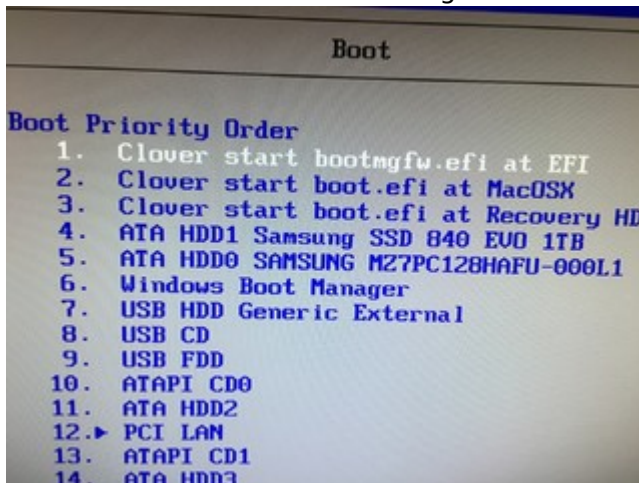 Boot
Boot Priority Order
1. Clover start bootmgfw.efi at EFI
2. Clover start boot.efi at MacOSX
3. Clover start boot.efi at Recovery HD
4. ATA HDD1 Samsung SSD 840 EVO 1TB
5. ATA HDD0 SAMSUNG MZ7PC128HAFU-000L1
6. Windows Boot Manager
7. USB HDD Generic External
8. USB CD
9. USB FDD
10. ATAPI CD0
11. ATA HDD2
12.▸ PCI LAN
13. ATAPI CD1
14. ATA HDD3